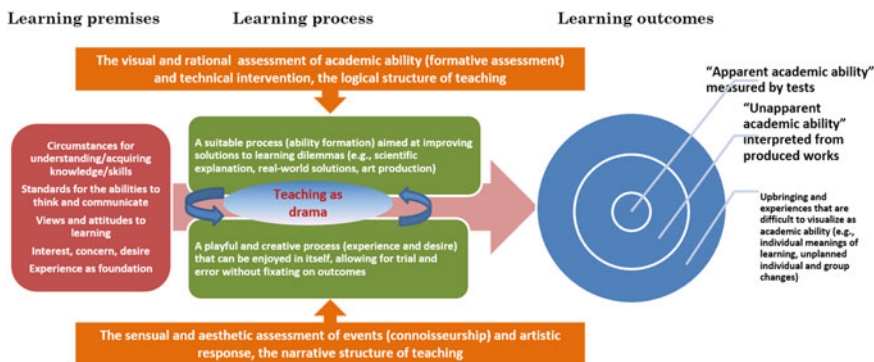 Learning premises
Learning process
Learning outcomes
The visual and rational assessment of academic ability (formative assessment)
and technical intervention, the logical structure of teaching
Circumstances for
understanding/acquiring
knowledge/skills
Standards for the abilities to
think and communicate
Views and attitudes to
learning
Interest, concern, desire
Experience as foundation
A suitable process (ability formation) aimed at improving
solutions to learning dilemmas (e.g., scientific
explanation, real-world solutions, art production)
Teaching as
drama
A playful and creative process (experience and desire)
that can be enjoyed in itself, allowing for trial and
error without fixating on outcomes
The sensual and aesthetic assessment of events (connoisseurship) and artistic
response, the narrative structure of teaching
“Apparent academic ability”
measured by tests
“Unapparent
academic ability”
interpreted from
produced works
Upbringing and
experiences that are
difficult to visualize as
academic ability (e.g.,
individual meanings of
learning, unplanned
individual and group
changes)